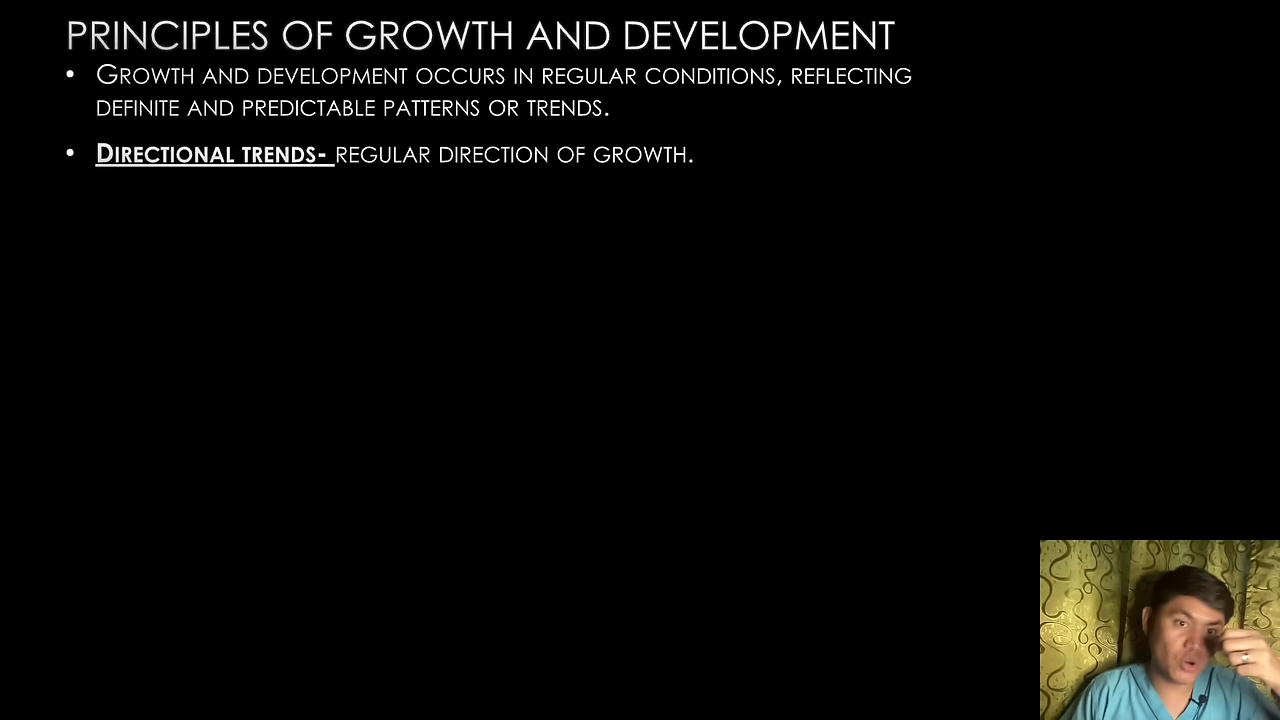 PRINCIPLES OF GROWTH AND DEVELOPMENT
• GROWTH AND DEVELOPMENT OCCURS IN REGULAR CONDITIONS, REFLECTING
DEFINITE AND PREDICTABLE PATTERNS OR TRENDS.
• DIRECTIONAL TRENDS- REGULAR DIRECTION OF GROWTH.